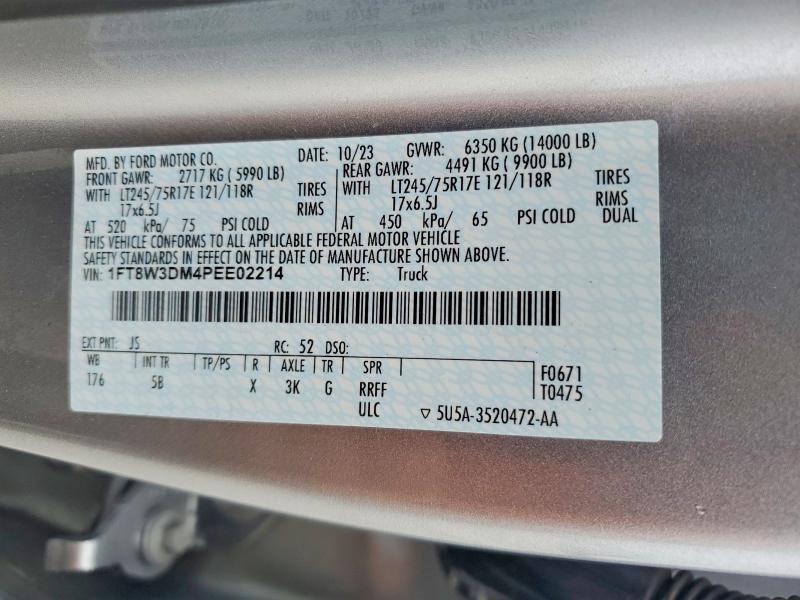 MFD. BY FORD MOTOR CO. DATE: 10/23 GVWR: 6350 KG (14000 LB)
FRONT GAWR: 2717 KG ( 5990 LB) REAR GAWR: 4491 KG ( 9900 LB)
WITH LT245/75R17E 121/118R TIRES WITH LT245/75R17E 121/118R TIRES
17x6.5J RIMS 17x6.5J RIMS
AT 520 kPa/ 75 PSI COLD AT 450 kPa/ 65 PSI COLD DUAL
THIS VEHICLE CONFORMS TO ALL APPLICABLE FEDERAL MOTOR VEHICLE
SAFETY STANDARDS IN EFFECT ON THE DATE OF MANUFACTURE SHOWN ABOVE.
VIN: 1FT8W3DM4PEE02214 TYPE: Truck
EXT PNT: JS RC: 52 DSO:
WB INT TR TP/PS R AXLE TR SPR F0671
176 5B X 3K G RRFF T0475
ULC ▽ 5U5A-3520472-AA